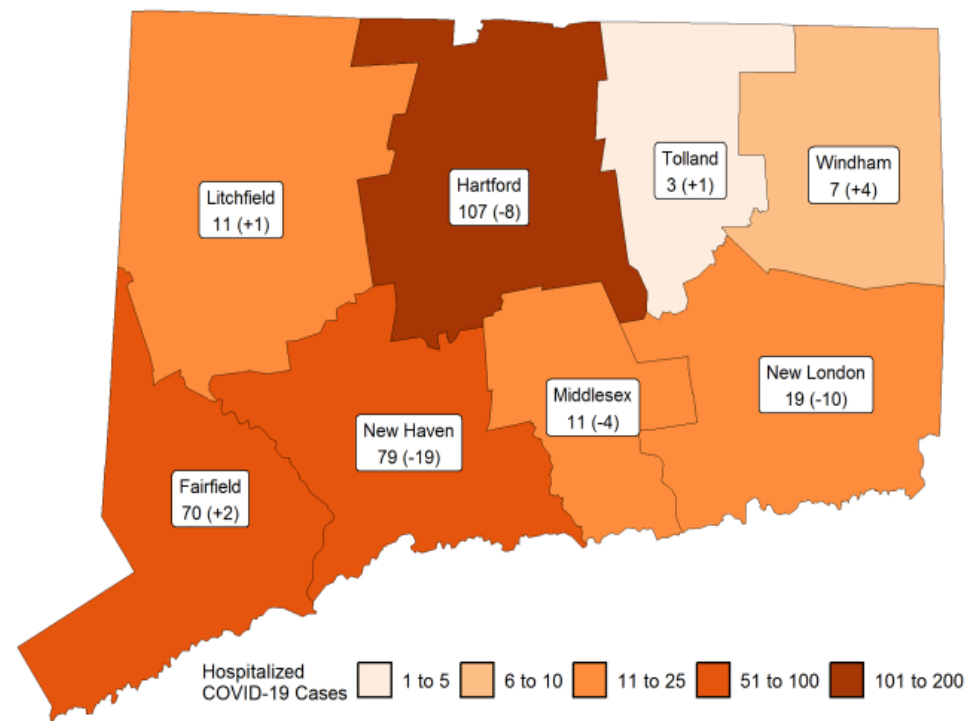 Litchfield
11 (+1)
Hartford
107 (-8)
Tolland
3 (+1)
Windham
7 (+4)
Fairfield
70 (+2)
New Haven
79 (-19)
Middlesex
11 (-4)
New London
19 (-10)
Hospitalized
COVID-19 Cases
1 to 5
6 to 10
11 to 25
51 to 100
101 to 200